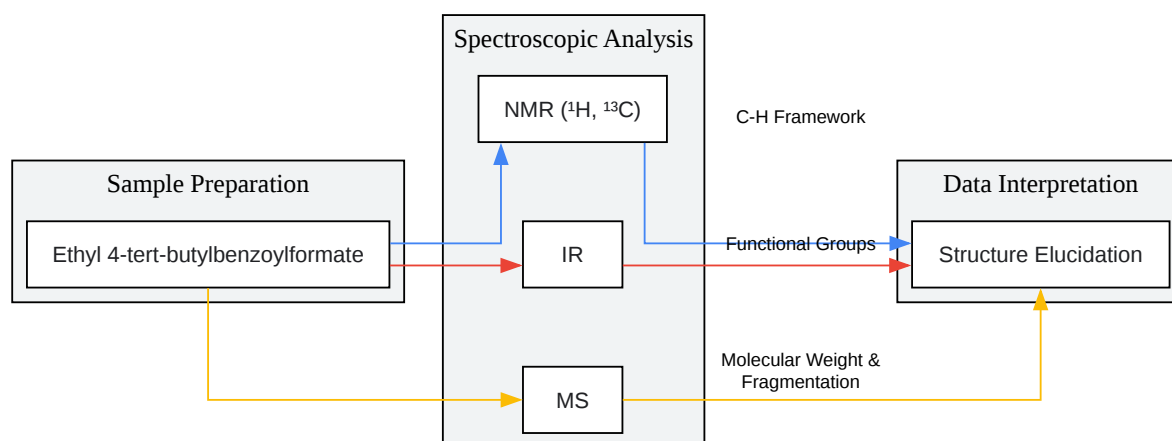 Spectroscopic Analysis
NMR (¹H, ¹³C)
C-H Framework
Sample Preparation
Data Interpretation
Ethyl 4-tert-butylbenzoylformate
IR
Functional Groups
Structure Elucidation
Molecular Weight &
Fragmentation
MS